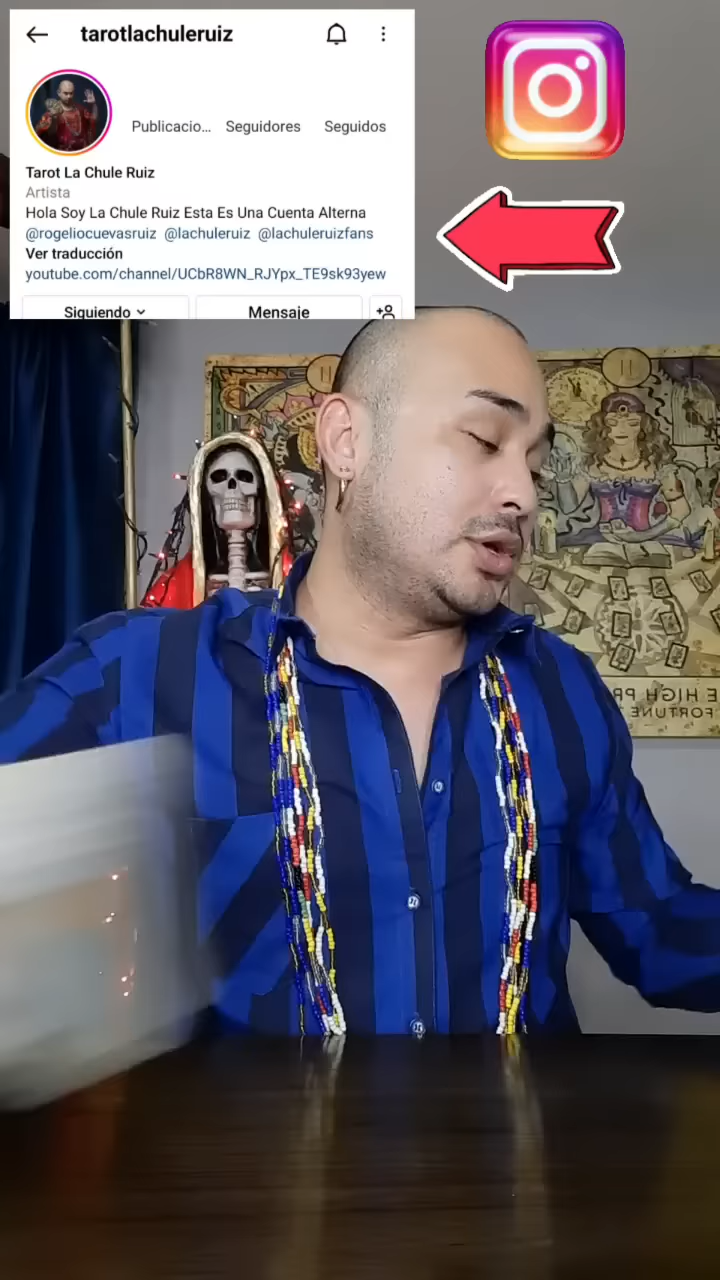 tarotlachuleruiz
Publicacio... Seguidores Seguidos
Tarot La Chule Ruiz
Artista
Hola Soy La Chule Ruiz Esta Es Una Cuenta Alterna
@rogeliocuevasruiz @lachuleruiz @lachuleruizfans
Ver traducción
youtube.com/channel/UCbR8WN_RJYpx_TE9sk93yew
Siguiendo
Mensaje
E HIGH PR
FORTUNE